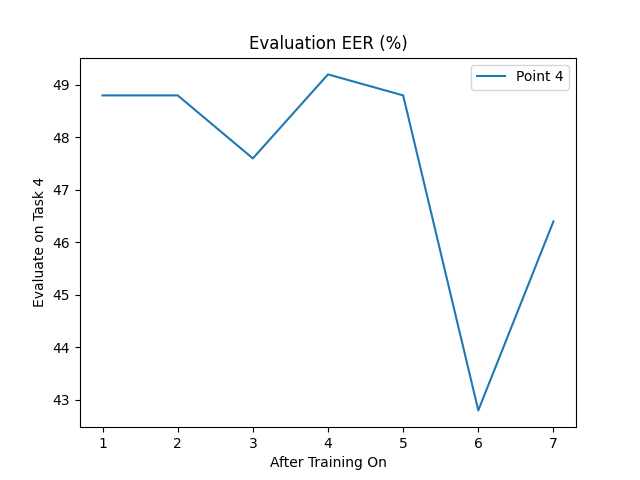 Evaluation EER (%)
Point 4
49
48
47
46
45
44
43
Evaluate on Task 4
1 2 3 4 5 6 7
After Training On